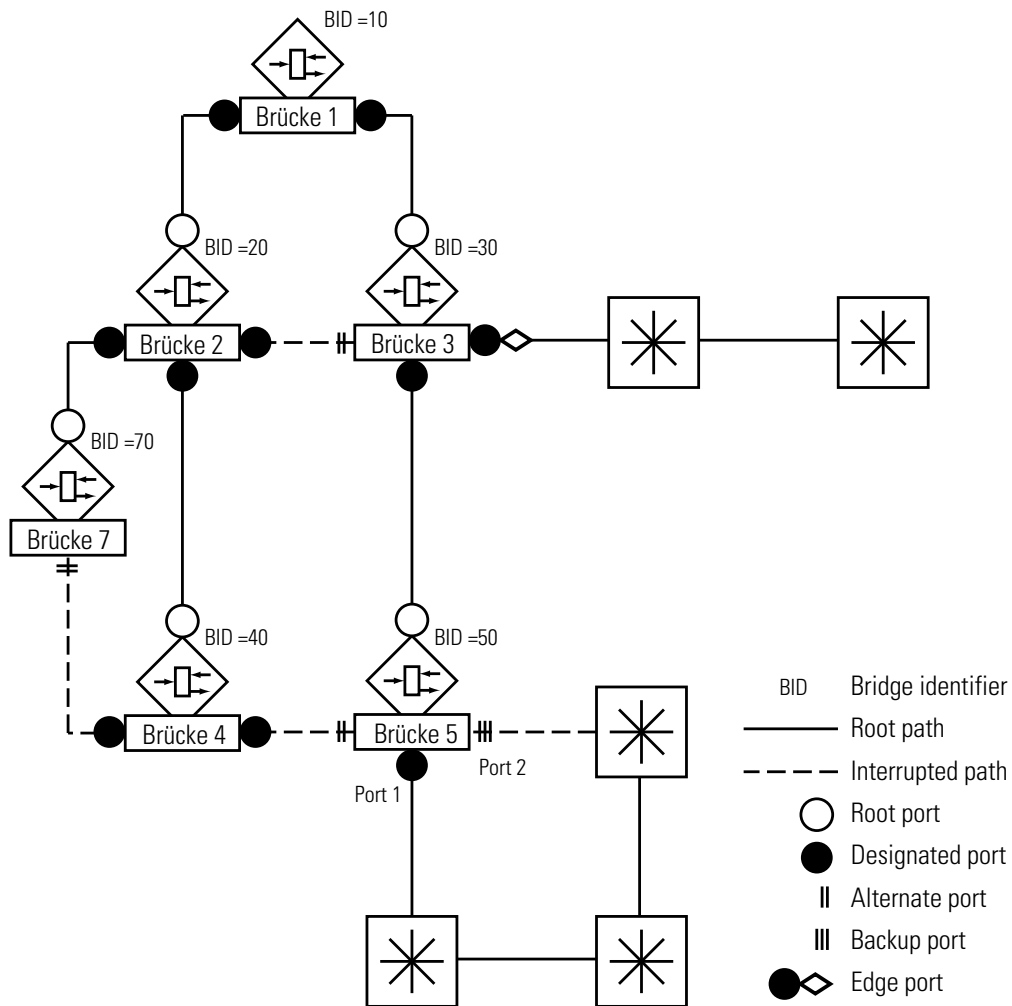 BID =10
Brücke 1
BID =20
BID =30
Brücke 2
Brücke 3
BID =70
Brücke 7
BID =40
BID =50
Brücke 4
Brücke 5
Port 2
Port 1
BID Bridge identifier
Root path
Interrupted path
Root port
Designated port
Alternate port
Backup port
Edge port